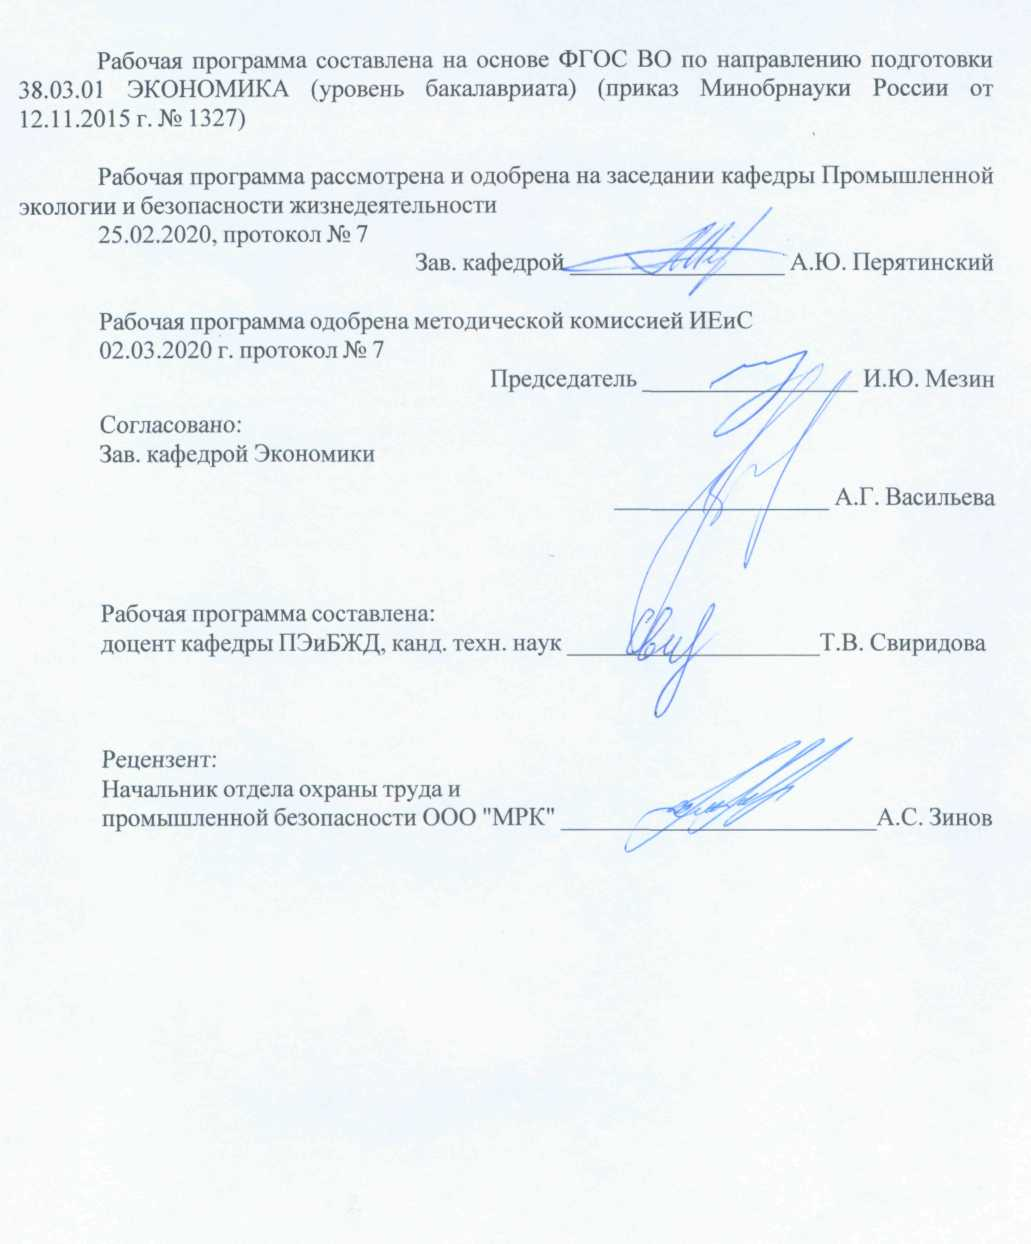 Рабочая программа составлена на основе ФГОС ВО по направлению подготовки
38.03.01 ЭКОНОМИКА (уровень бакалавриата) (приказ Минобрнауки России от
12.11.2015 г. № 1327)
Рабочая программа рассмотрена и одобрена на заседании кафедры Промышленной
экологии и безопасности жизнедеятельности
25.02.2020, протокол № 7
Зав. кафедрой А.Ю. Перятинский
Рабочая программа одобрена методической комиссией ИЕиС
02.03.2020 г. протокол № 7
Председатель И.Ю. Мезин
Согласовано:
Зав. кафедрой Экономики
А.Г. Васильева
Рабочая программа составлена:
доцент кафедры ПЭиБЖД, канд. техн. наук Т.В. Свиридова
Рецензент:
Начальник отдела охраны труда и
промышленной безопасности ООО "МРК" А.С. Зинов